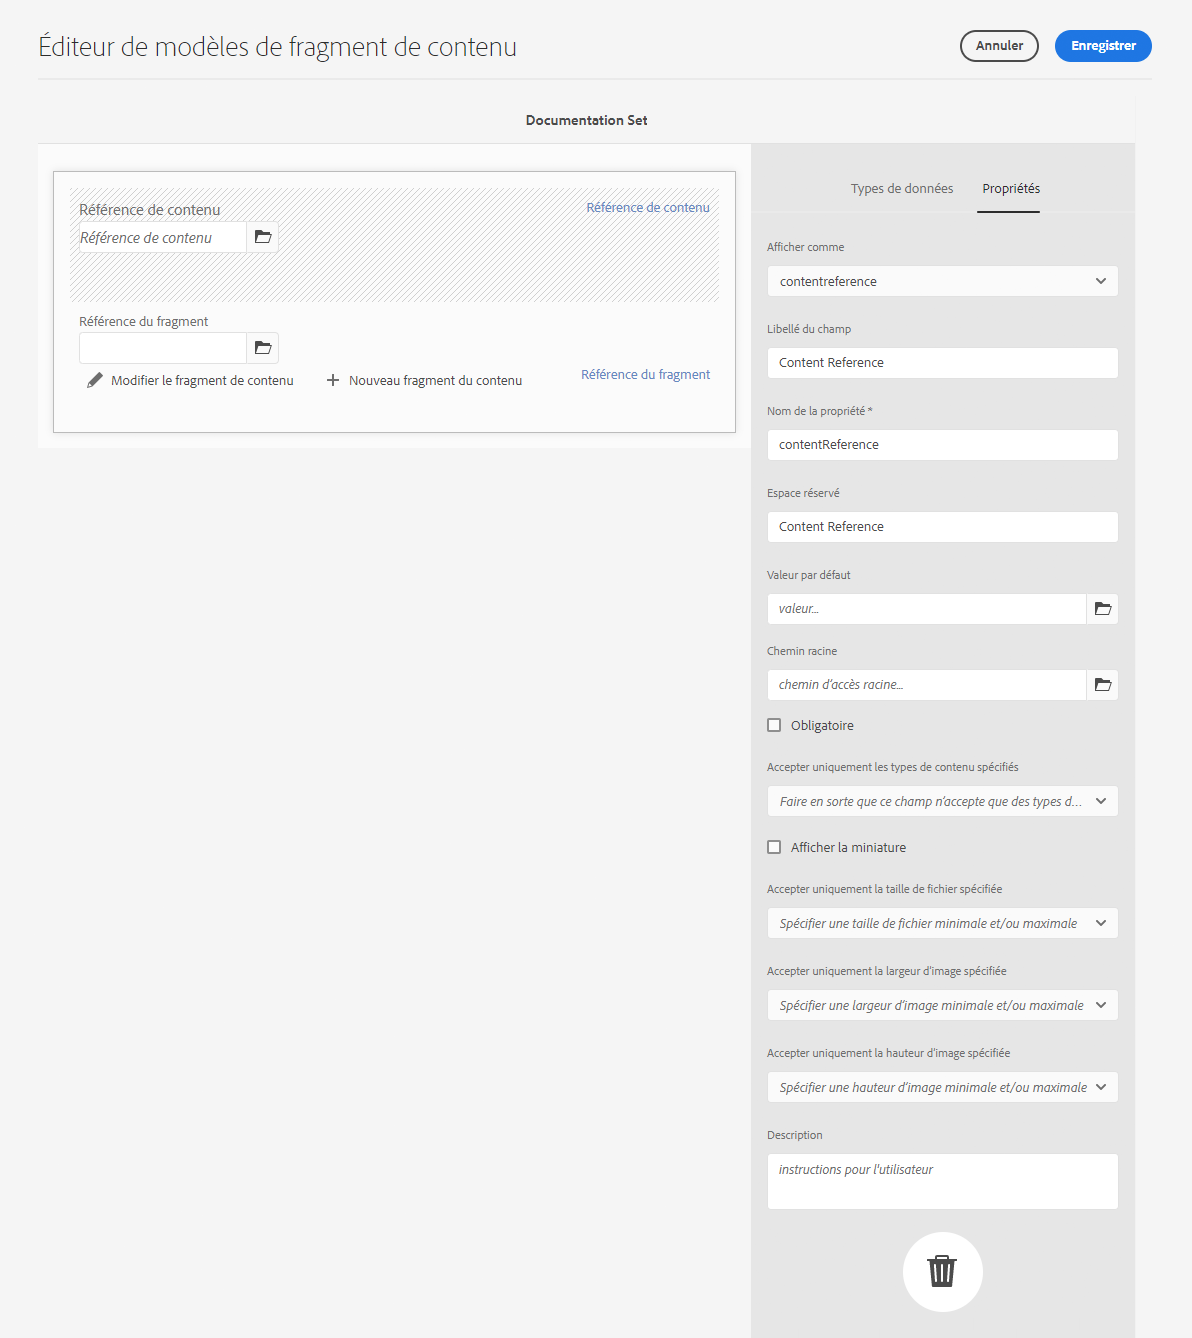 Éditeur de modèles de fragment de contenu
Annuler
Enregistrer
Documentation Set
Référence de contenu
Référence de contenu
Référence de contenu
Référence du fragment
Modifier le fragment de contenu
Nouveau fragment du contenu
Référence du fragment
Types de données
Propriétés
Afficher comme
contentreference
Libellé du champ
Content Reference
Nom de la propriété *
contentReference
Espace réservé
Content Reference
Valeur par défaut
valeur...
Chemin racine
chemin d'accès racine...
Obligatoire
Accepter uniquement les types de contenu spécifiés
Faire en sorte que ce champ n'accepte que des types d...
Afficher la miniature
Accepter uniquement la taille de fichier spécifiée
Spécifier une taille de fichier minimale et/ou maximale
Accepter uniquement la largeur d'image spécifiée
Spécifier une largeur d'image minimale et/ou maximale
Accepter uniquement la hauteur d'image spécifiée
Spécifier une hauteur d'image minimale et/ou maximale
Description
instructions pour l'utilisateur